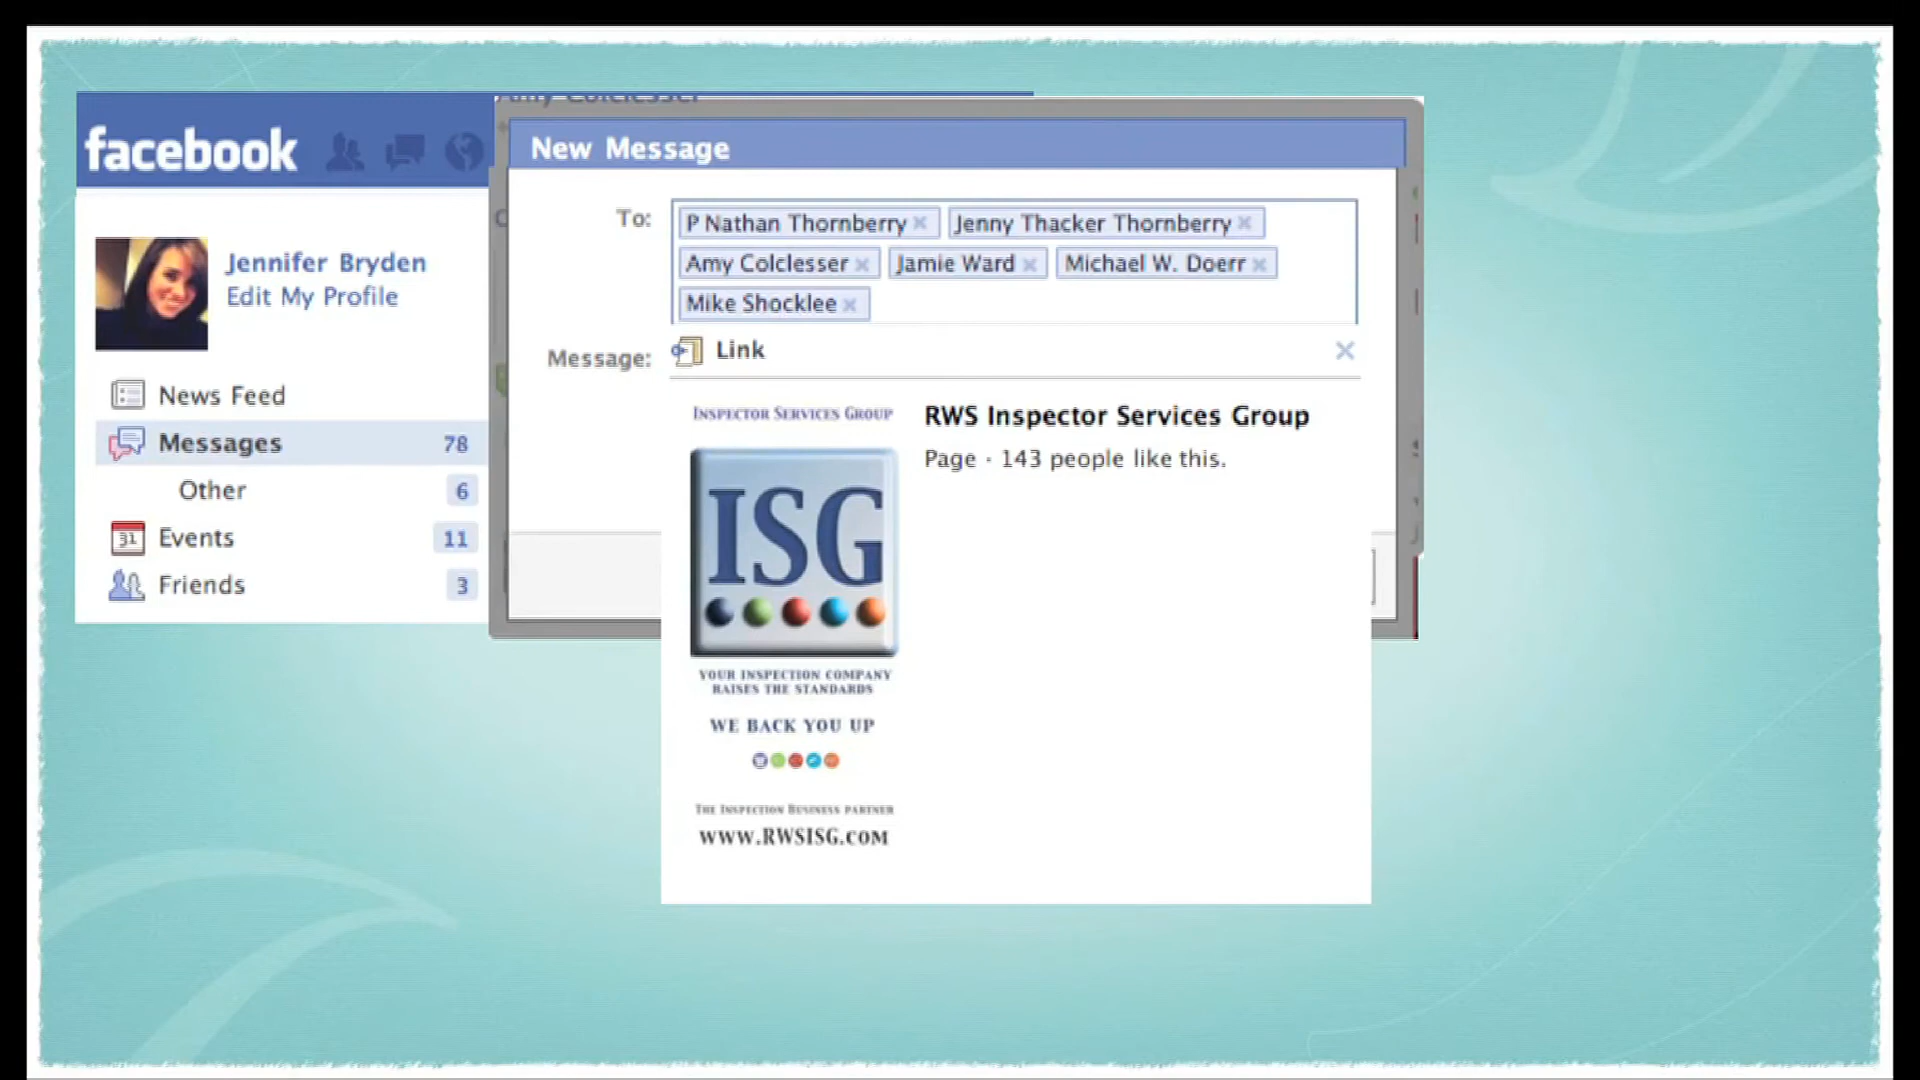 facebook
Jennifer Bryden
Edit My Profile
News Feed
Messages 78
Other 6
31 Events 11
Friends 3
Amy Colclesser
New Message
To: P Nathan Thornberry Jenny Thacker Thornberry
Amy Colclesser Jamie Ward Michael W. Doerr
Mike Shocklee
Message: Link
INSPECTOR SERVICES GROUP
RWS Inspector Services Group
Page · 143 people like this.
ISG
YOUR INSPECTION COMPANY
RAISES THE STANDARDS
WE BACK YOU UP
THE INSPECTION BUSINESS PARTNER
WWW.RWSISG.COM